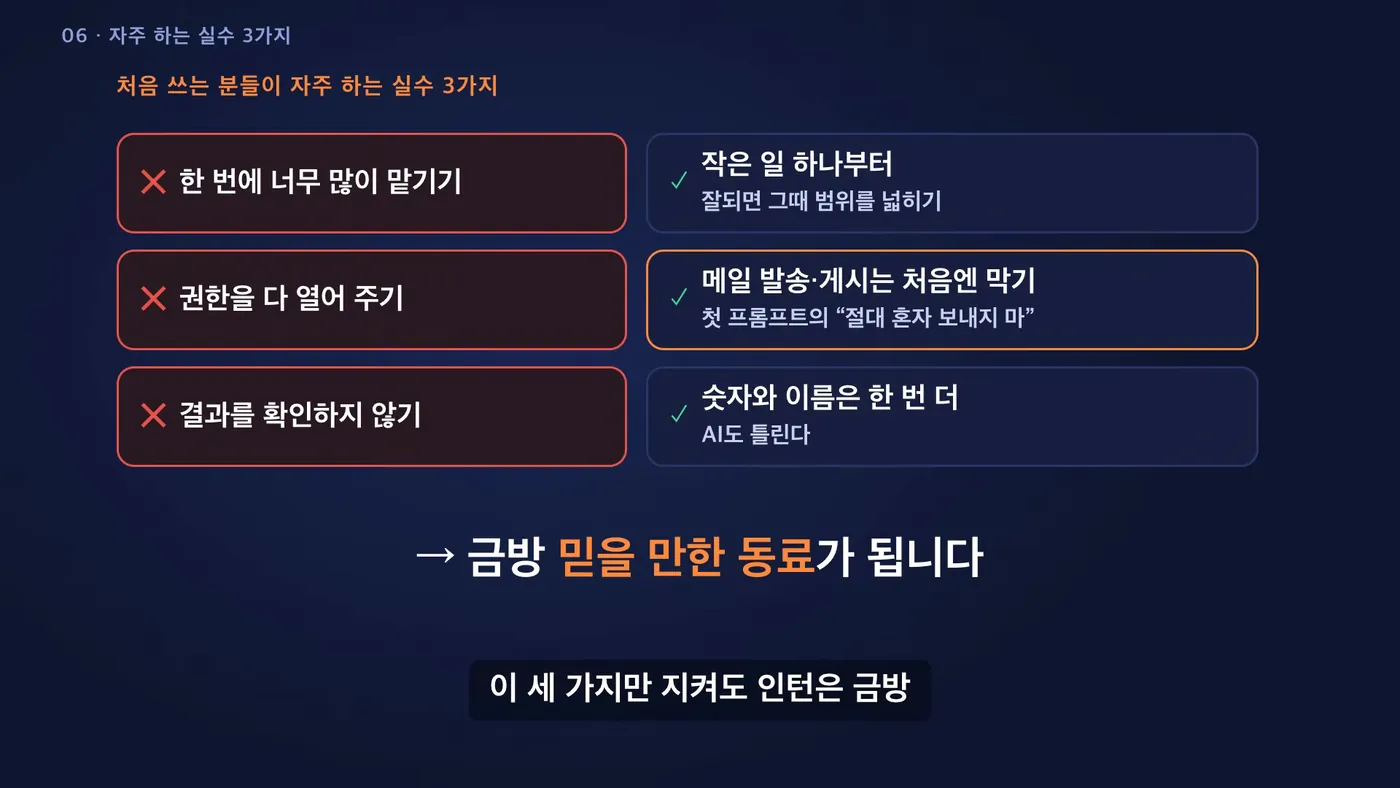 06 · 자주 하는 실수 3가지
처음 쓰는 분들이 자주 하는 실수 3가지
✕ 한 번에 너무 많이 맡기기
✓ 작은 일 하나부터
잘되면 그때 범위를 넓히기
✕ 권한을 다 열어 주기
✓ 메일 발송·게시는 처음엔 막기
첫 프롬프트의 “절대 혼자 보내지 마”
✕ 결과를 확인하지 않기
✓ 숫자와 이름은 한 번 더
AI도 틀린다
→ 금방 믿을 만한 동료가 됩니다
이 세 가지만 지켜도 인턴은 금방